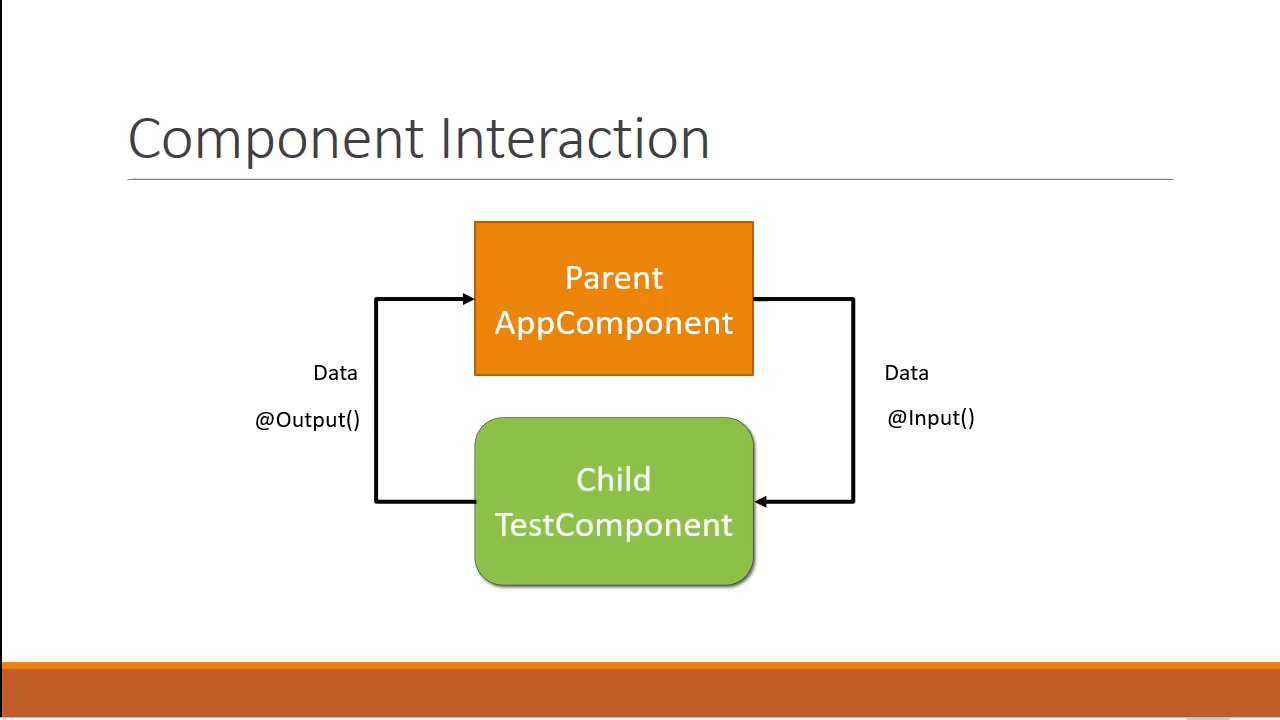 Component Interaction
Parent
AppComponent
Data
@Output()
Data
@Input()
Child
TestComponent